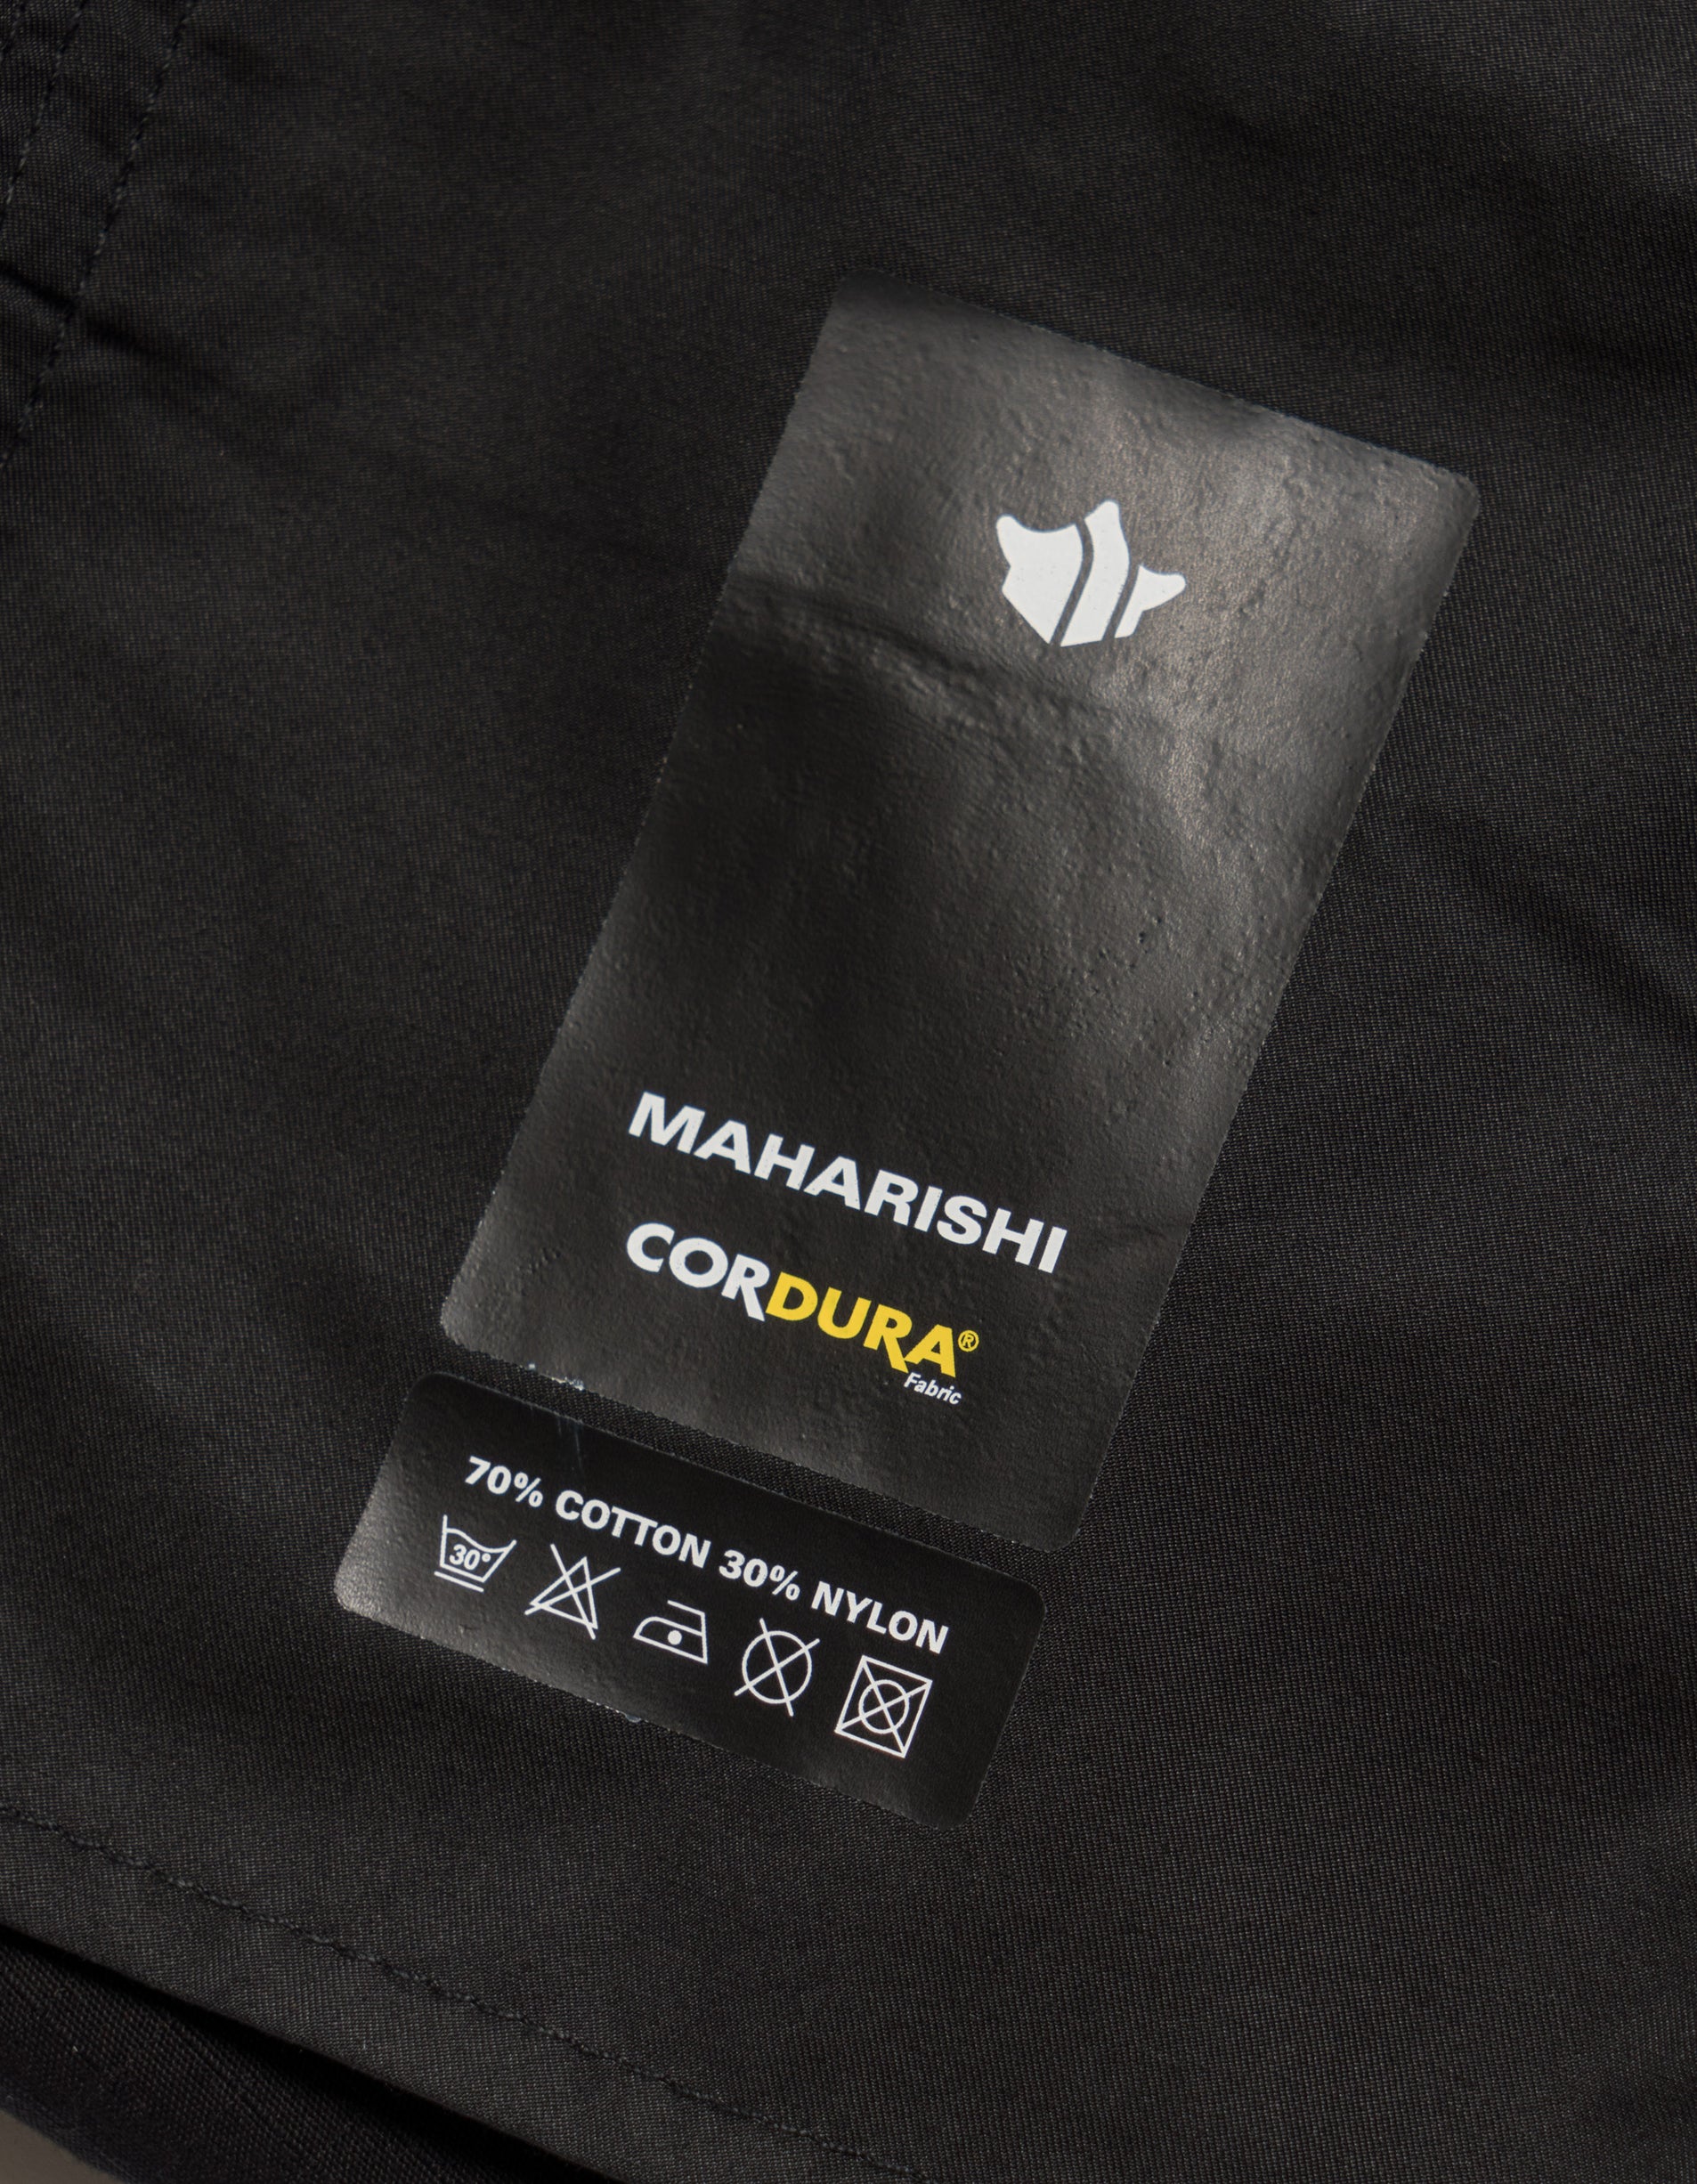 MAHARISHI
CORDURA®
Fabric
70% COTTON 30% NYLON
30°